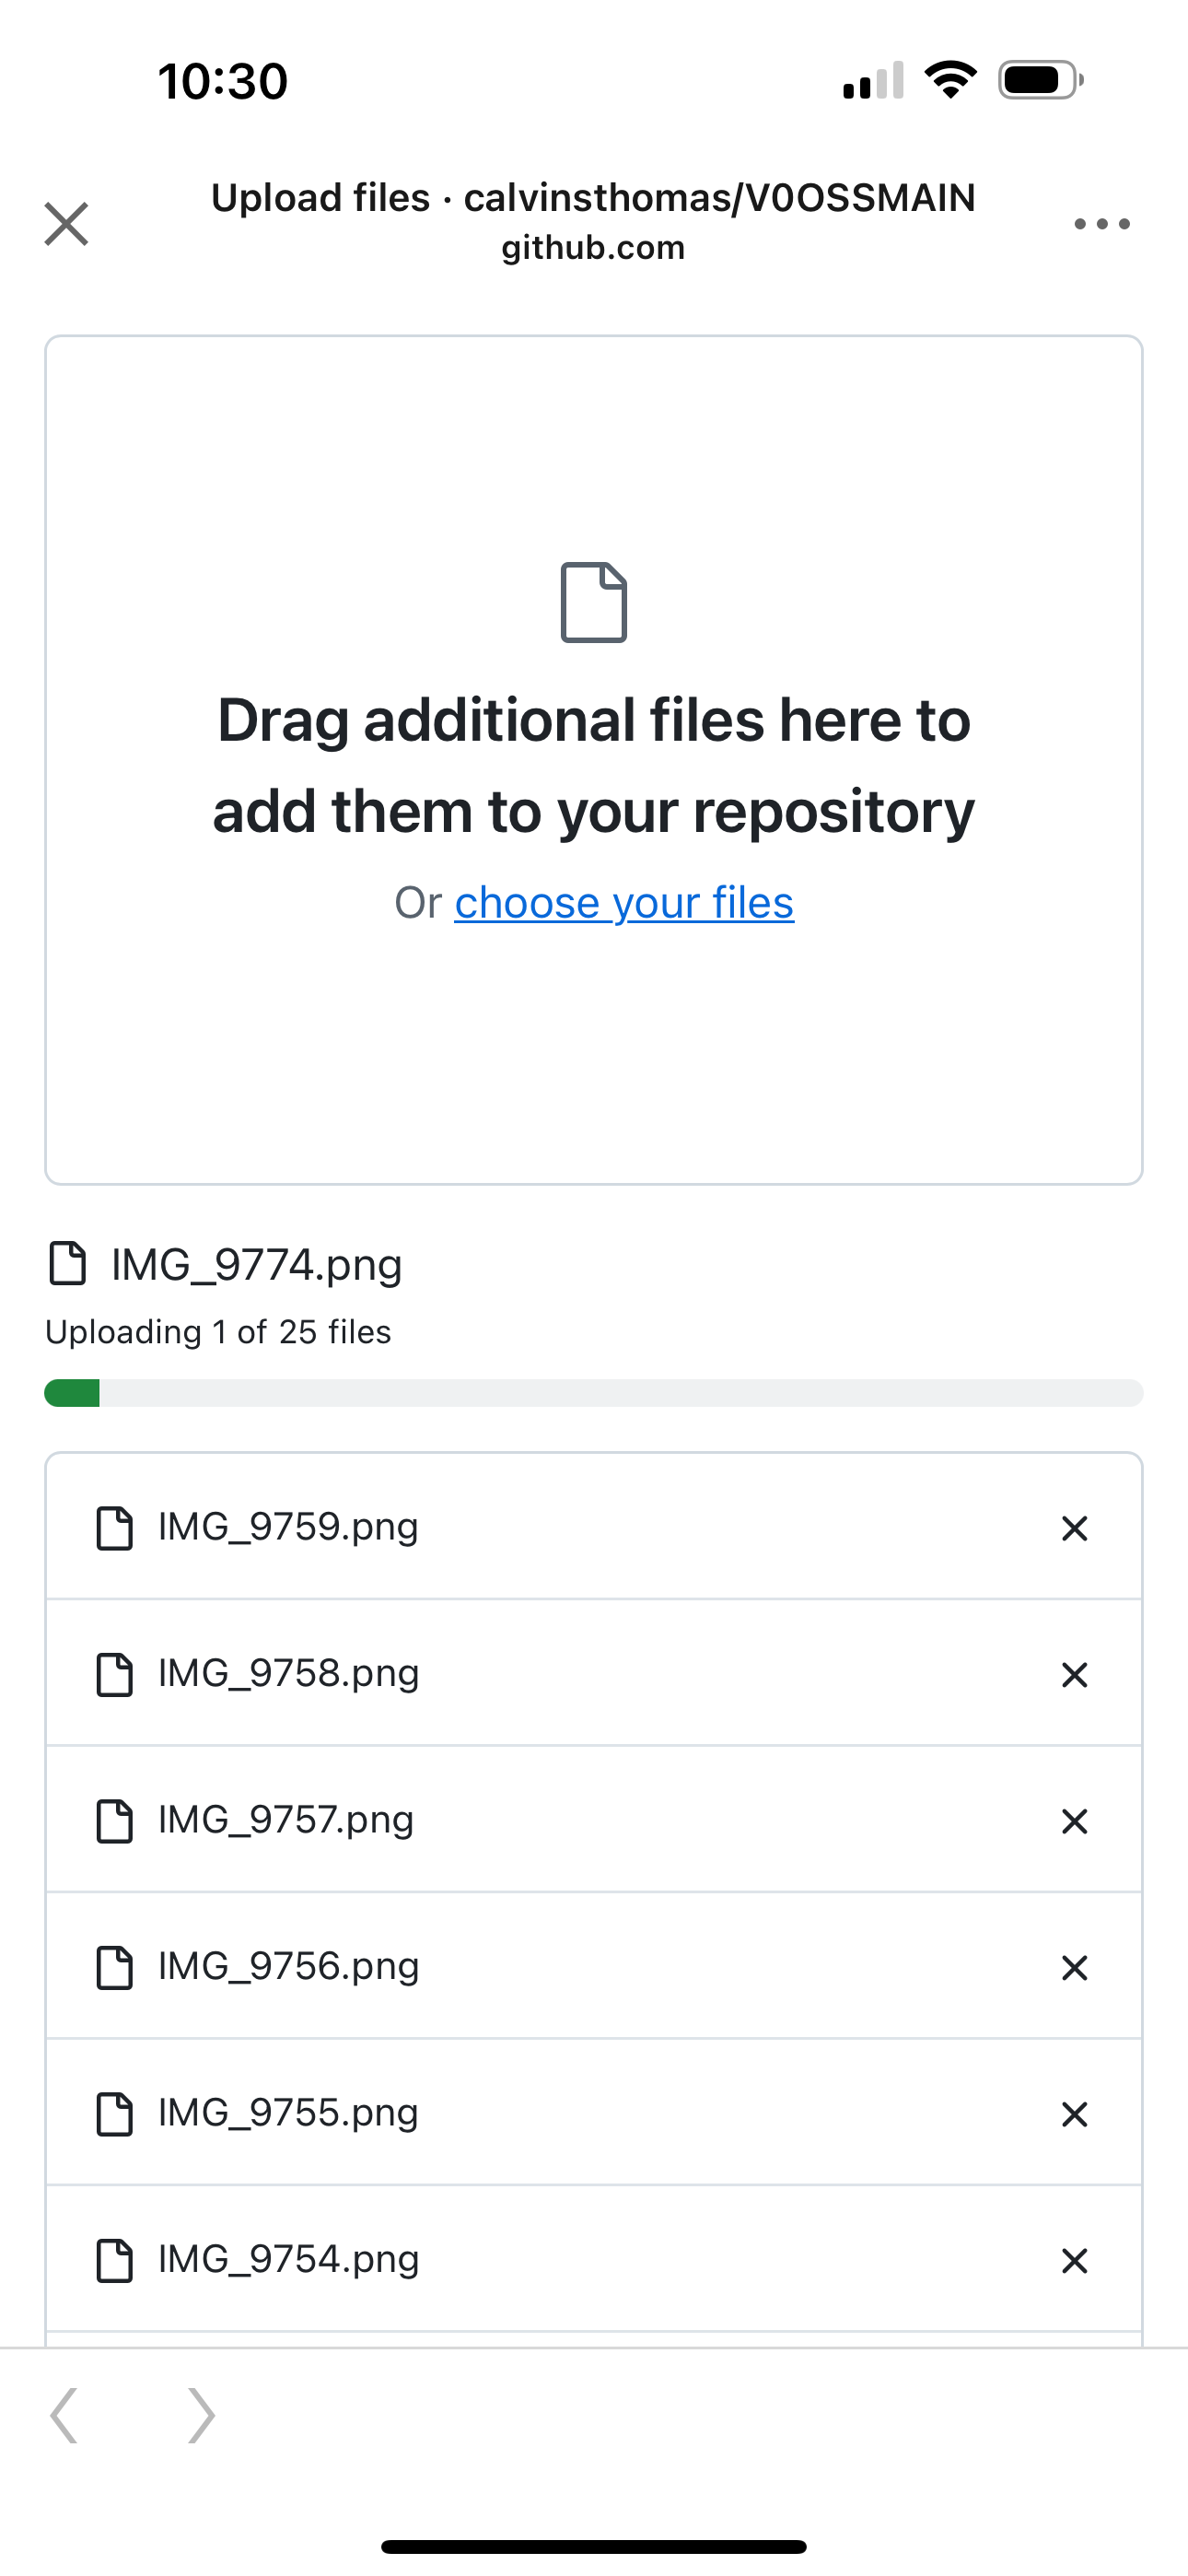 10:30
Upload files · calvinsthomas/V0OSSMAIN
github.com
Drag additional files here to
add them to your repository
Or choose your files
IMG_9774.png
Uploading 1 of 25 files
IMG_9759.png
IMG_9758.png
IMG_9757.png
IMG_9756.png
IMG_9755.png
IMG_9754.png